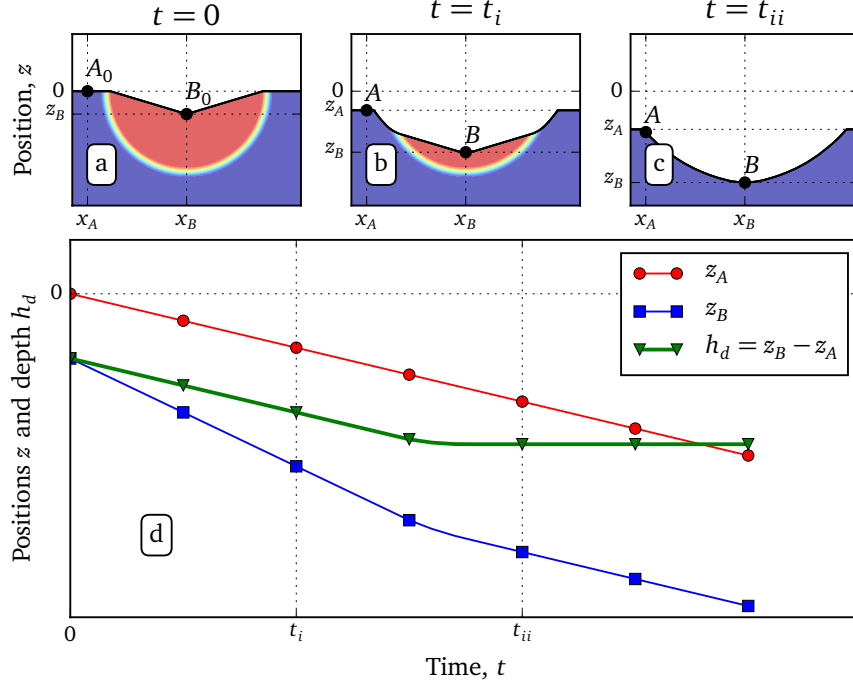 t = 0
t = t_i
t = t_ii
Position, z
0
z_B
A_0
B_0
a
x_A
x_B
0
z_A
z_B
A
B
b
x_A
x_B
0
z_A
z_B
A
B
c
x_A
x_B
Positions z and depth h_d
0
z_A
z_B
h_d = z_B − z_A
d
0
t_i
t_ii
Time, t